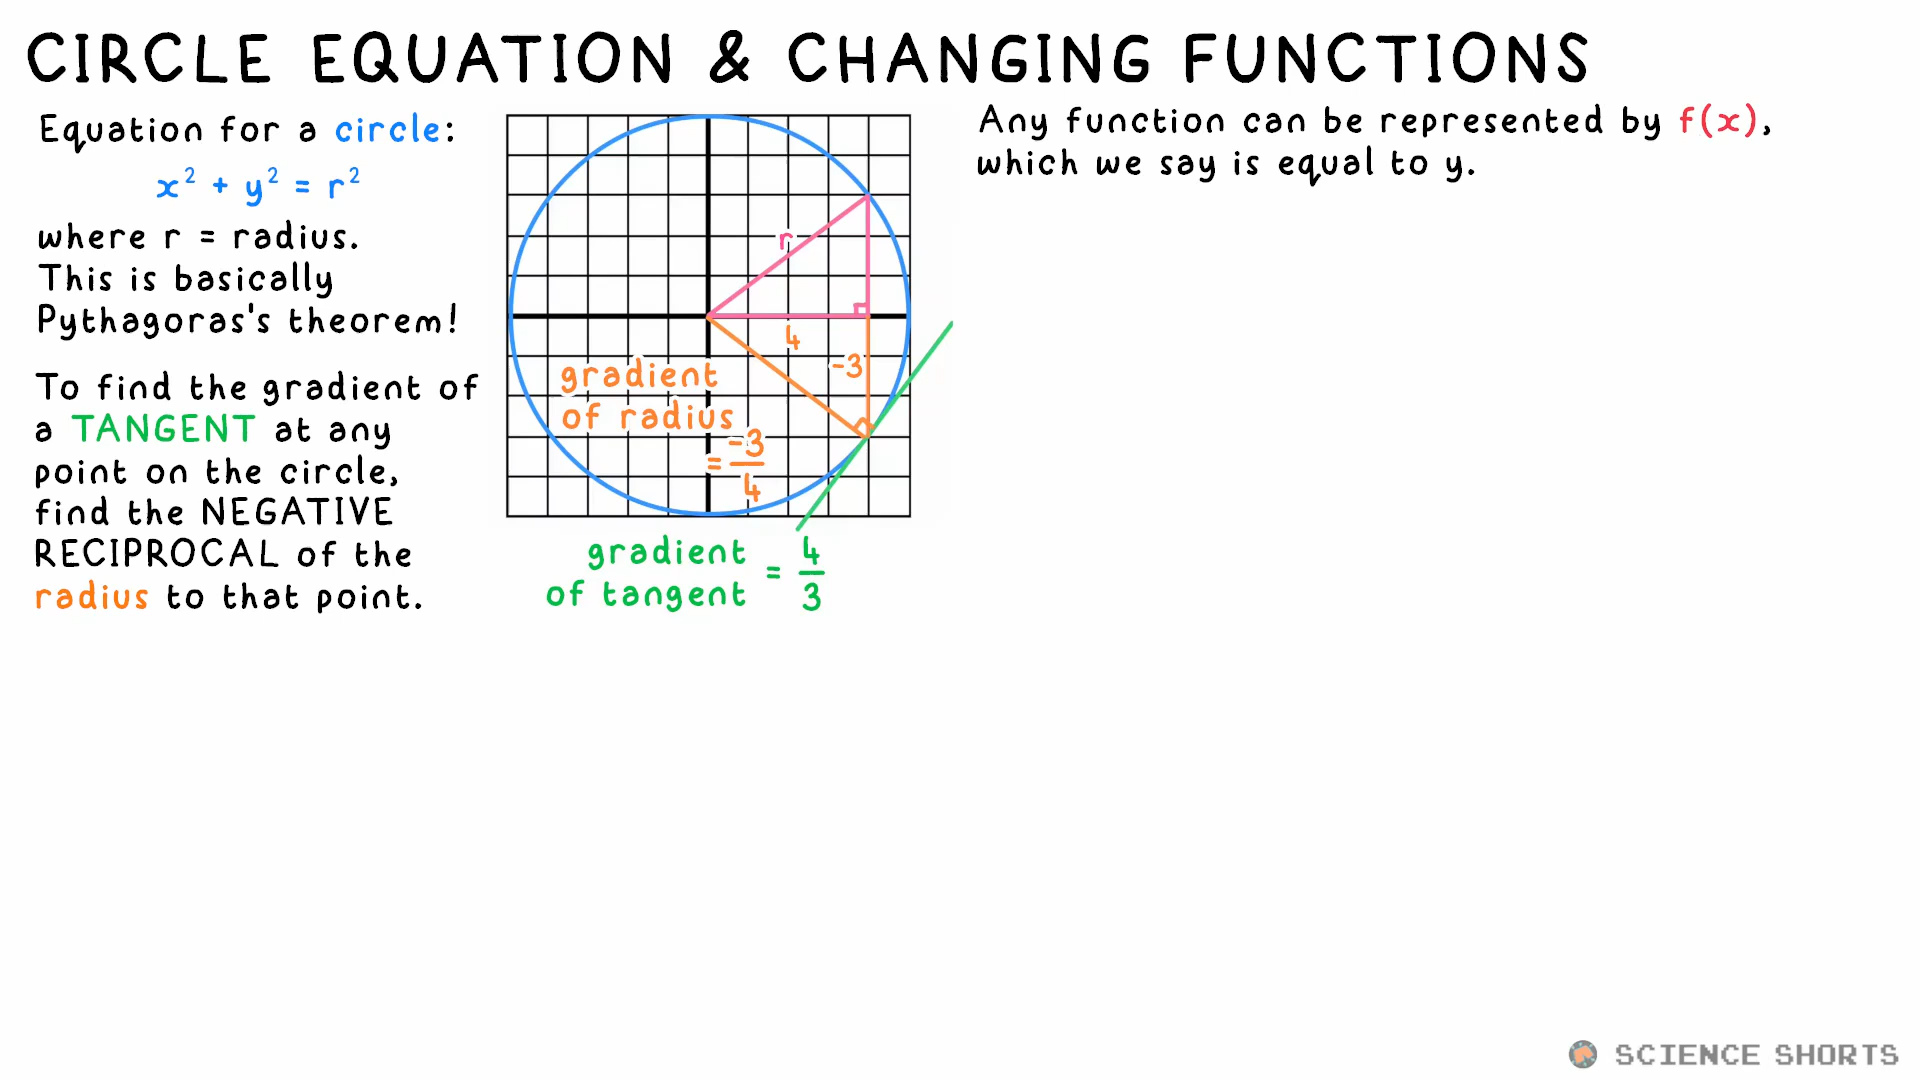 CIRCLE EQUATION & CHANGING FUNCTIONS
Equation for a circle:
x² + y² = r²
where r = radius.
This is basically
Pythagoras's theorem!
To find the gradient of
a TANGENT at any
point on the circle,
find the NEGATIVE
RECIPROCAL of the
radius to that point.
r
4
-3
gradient
of radius
= -3/4
gradient
of tangent = 4/3
Any function can be represented by f(x),
which we say is equal to y.
SCIENCE SHORTS